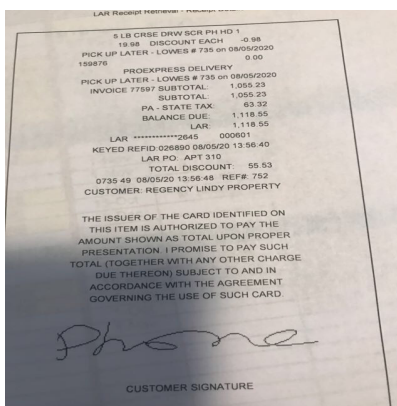 LAR Receipt Retrieval - Receipt
5 LB CRSE DRW SCR PH HD 1
19.98 DISCOUNT EACH -0.98
PICK UP LATER - LOWES # 735 on 08/05/2020
159876 0.00
PROEXPRESS DELIVERY
PICK UP LATER - LOWES # 735 on 08/05/2020
INVOICE 77597 SUBTOTAL: 1,055.23
SUBTOTAL: 1,055.23
PA - STATE TAX: 63.32
BALANCE DUE: 1,118.55
LAR: 1,118.55
LAR ************2645 000601
KEYED REFID:026890 08/05/20 13:56:40
LAR PO: APT 310
TOTAL DISCOUNT: 55.53
0735 49 08/05/20 13:56:48 REF#: 752
CUSTOMER: REGENCY LINDY PROPERTY
THE ISSUER OF THE CARD IDENTIFIED ON
THIS ITEM IS AUTHORIZED TO PAY THE
AMOUNT SHOWN AS TOTAL UPON PROPER
PRESENTATION. I PROMISE TO PAY SUCH
TOTAL (TOGETHER WITH ANY OTHER CHARGE
DUE THEREON) SUBJECT TO AND IN
ACCORDANCE WITH THE AGREEMENT
GOVERNING THE USE OF SUCH CARD.
Phone
CUSTOMER SIGNATURE